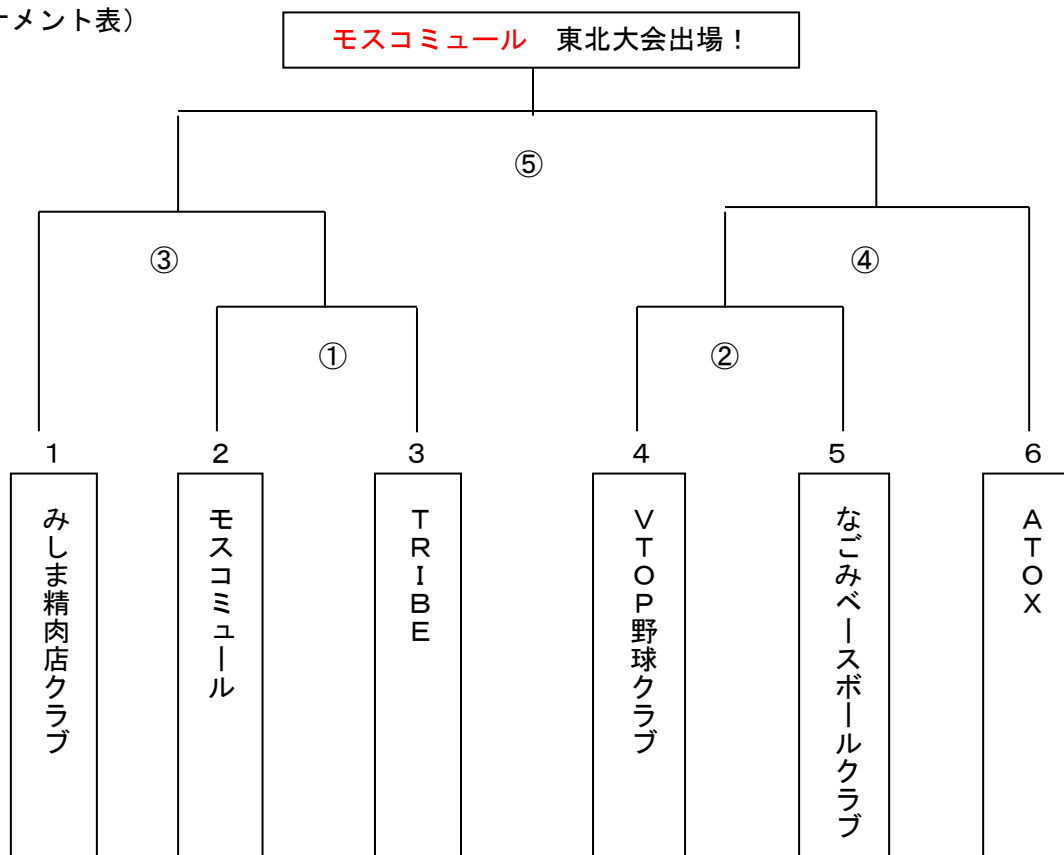 ナメント表）
モスコミュール　東北大会出場！
⑤
③
④
①
②
１
２
３
４
５
６
みしま精肉店クラブ
モスコミュール
ＴＲＩＢＥ
ＶＴＯＰ野球クラブ
なごみベースボールクラブ
ＡＴＯＸ